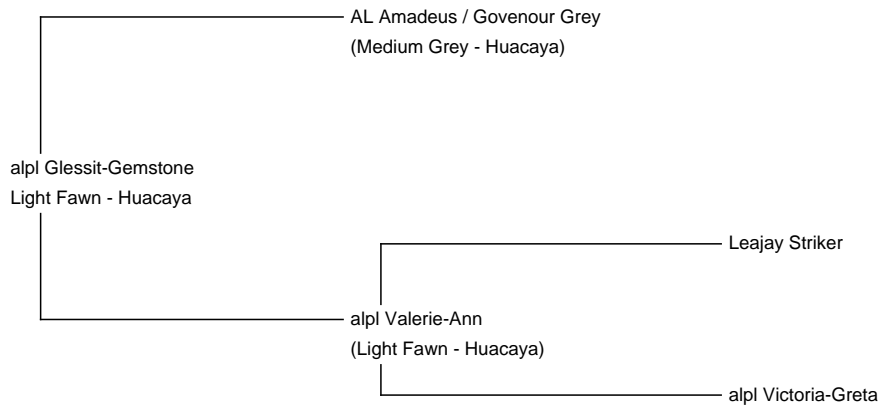 AL Amadeus / Govenour Grey
(Medium Grey - Huacaya)
alpl Glessit-Gemstone
Light Fawn - Huacaya
Leajay Striker
alpl Valerie-Ann
(Light Fawn - Huacaya)
alpl Victoria-Greta